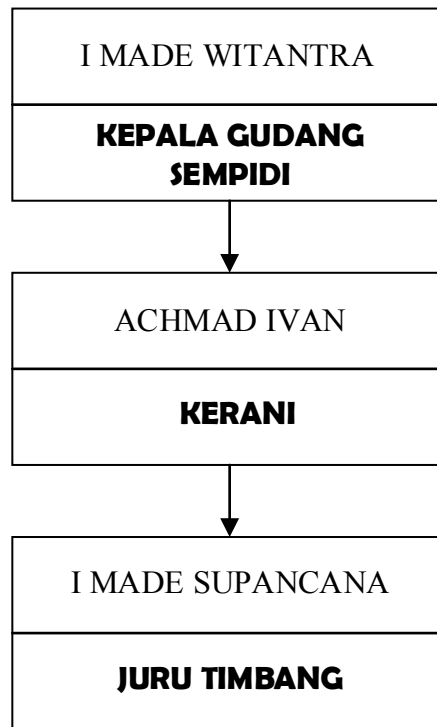 I MADE WITANTRA
KEPALA GUDANG
SEMPIDI
ACHMAD IVAN
KERANI
I MADE SUPANCANA
JURU TIMBANG